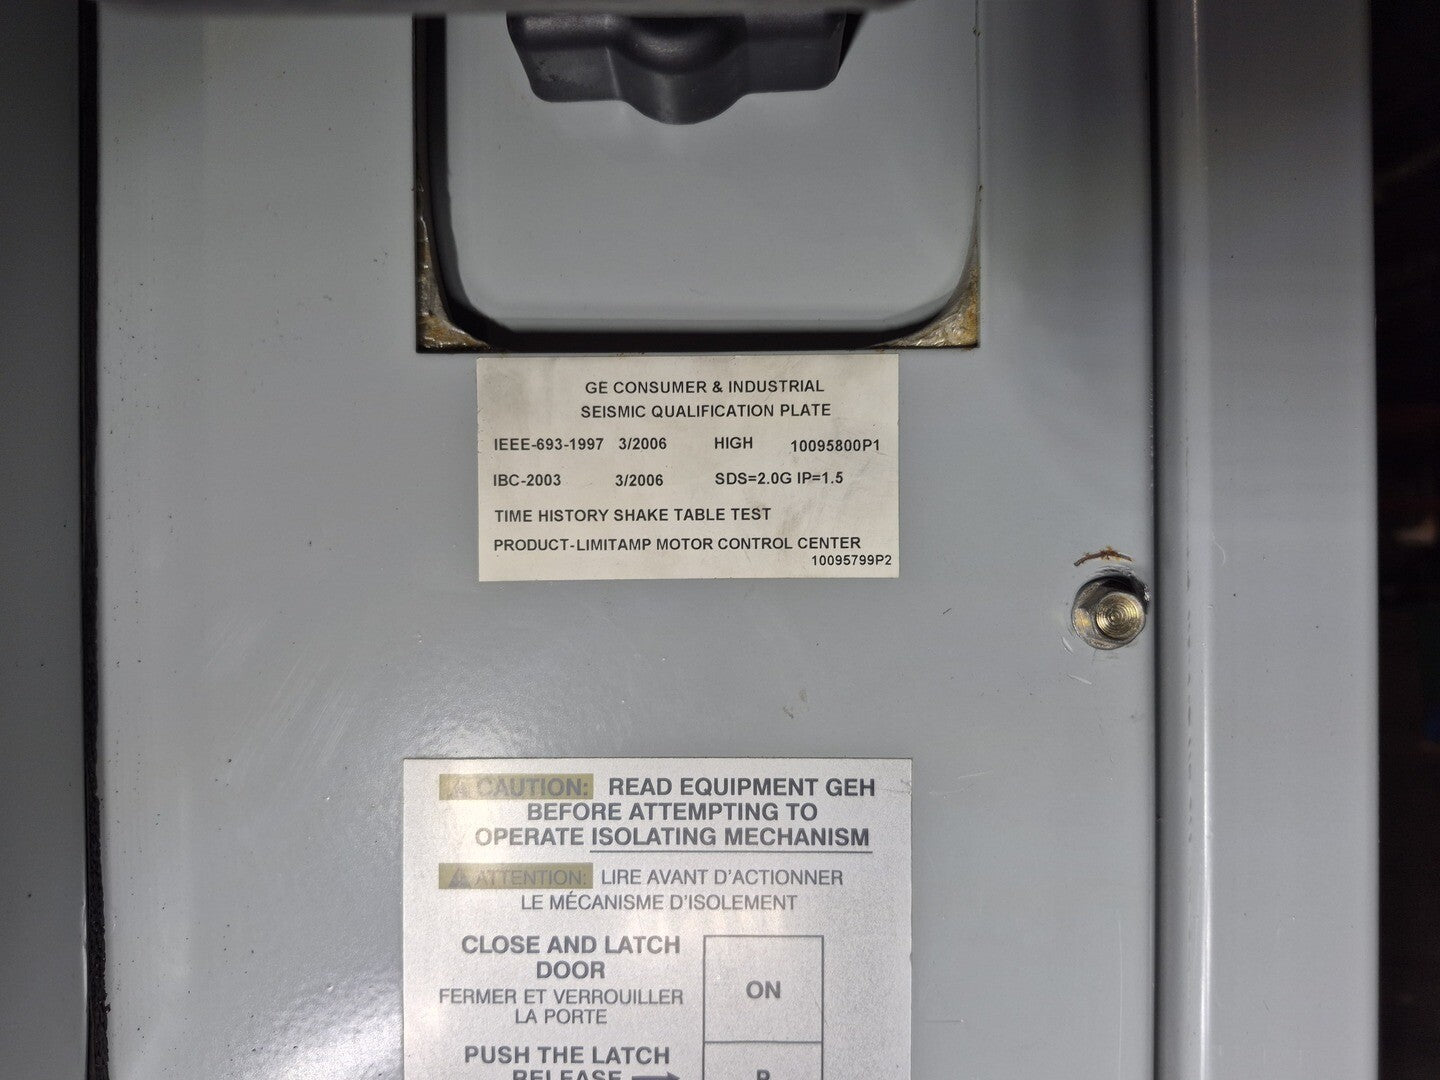 GE CONSUMER & INDUSTRIAL
SEISMIC QUALIFICATION PLATE
IEEE-693-1997 3/2006 HIGH 10095800P1
IBC-2003 3/2006 SDS=2.0G IP=1.5
TIME HISTORY SHAKE TABLE TEST
PRODUCT-LIMITAMP MOTOR CONTROL CENTER
10095799P2
CAUTION: READ EQUIPMENT GEH
BEFORE ATTEMPTING TO
OPERATE ISOLATING MECHANISM
ATTENTION: LIRE AVANT D'ACTIONNER
LE MÉCANISME D'ISOLEMENT
CLOSE AND LATCH
DOOR
FERMER ET VERROUILLER
LA PORTE
ON
PUSH THE LATCH
RELEASE